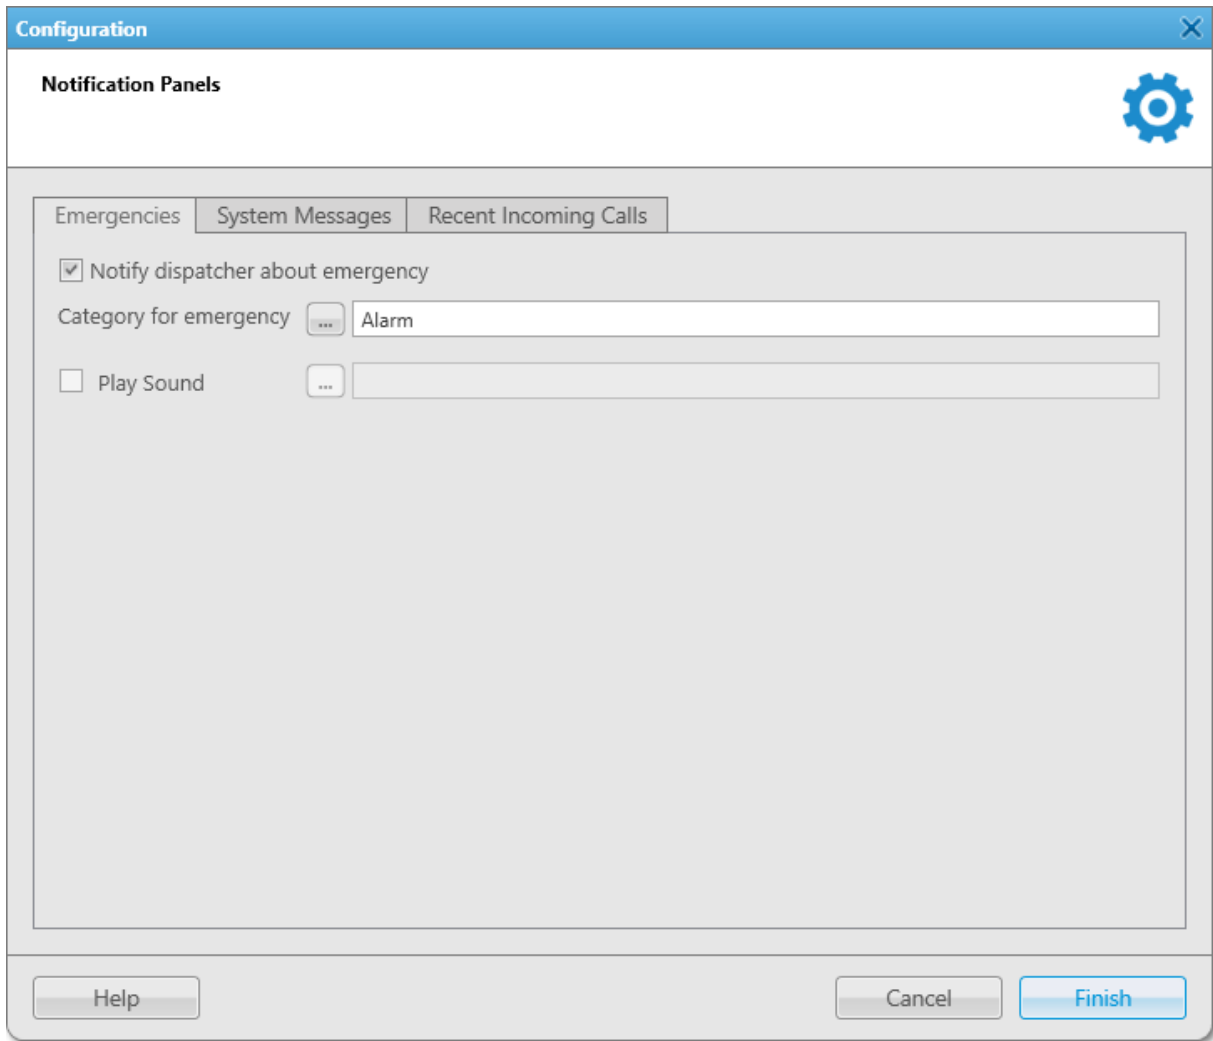 Configuration
Notification Panels
Emergencies System Messages Recent Incoming Calls
Notify dispatcher about emergency
Category for emergency ... Alarm
Play Sound ...
Help Cancel Finish